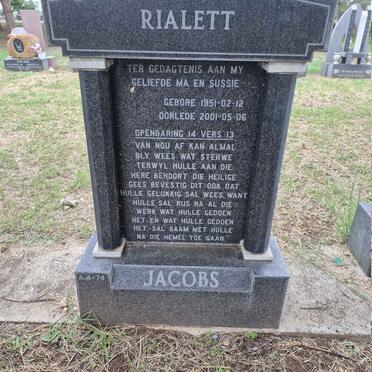 RIALETT
TER GEDAGTENIS AAN MY
GELIEFDE MA EN SUSSIE
GEBORE 1951-02-12
OORLEDE 2001-05-06
OPENBARING 14 VERS 13
'VAN NOU AF KAN ALMAL
BLY WEES WAT STERWE
TERWYL HULLE AAN DIE
HERE BEHOORT. DIE HEILIGE
GEES BEVESTIG DIT OOK DAT
HULLE GELUKKIG SAL WEES, WANT
HULLE SAL RUS NA AL DIE
WERK WAT HULLE GEDOEN
HET EN WAT HULLE GEDOEN
HET, SAL SAAM MET HULLE
NA DIE HEMEL TOE GAAN'
JACOBS